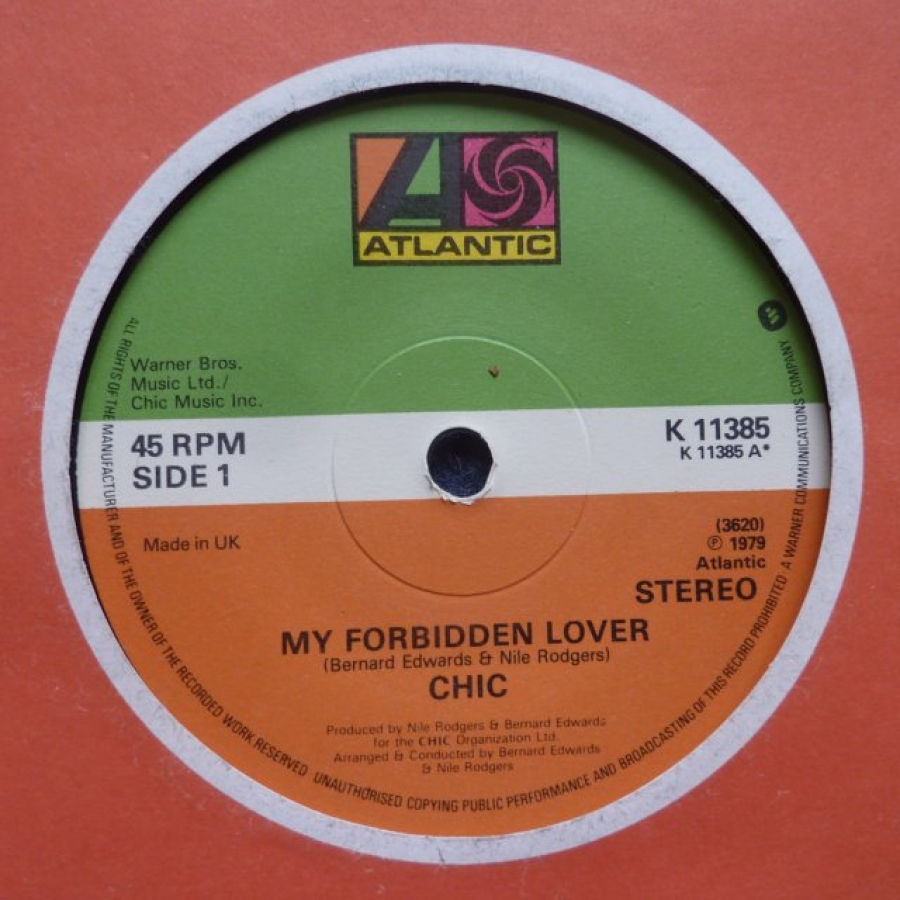 ATLANTIC
Warner Bros.
Music Ltd./
Chic Music Inc.
45 RPM
SIDE 1
K 11385
K 11385 A*
Made in UK
(3620)
℗ 1979
Atlantic
STEREO
MY FORBIDDEN LOVER
(Bernard Edwards & Nile Rodgers)
CHIC
Produced by Nile Rodgers & Bernard Edwards
for the CHIC Organization Ltd.
Arranged & Conducted by Bernard Edwards
& Nile Rodgers
ALL RIGHTS OF THE MANUFACTURER AND OF THE OWNER OF THE RECORDED WORK RESERVED UNAUTHORISED COPYING PUBLIC PERFORMANCE AND BROADCASTING OF THIS RECORD PROHIBITED · A WARNER COMMUNICATIONS COMPANY